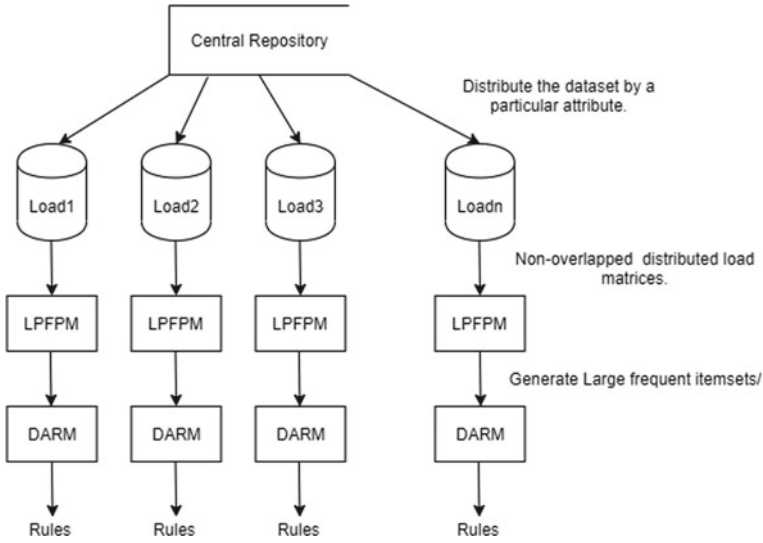 Central Repository
Distribute the dataset by a
particular attribute.
Load1
Load2
Load3
Loadn
Non-overlapped distributed load
matrices.
LPFPM
LPFPM
LPFPM
LPFPM
Generate Large frequent itemsets/
DARM
DARM
DARM
DARM
Rules
Rules
Rules
Rules